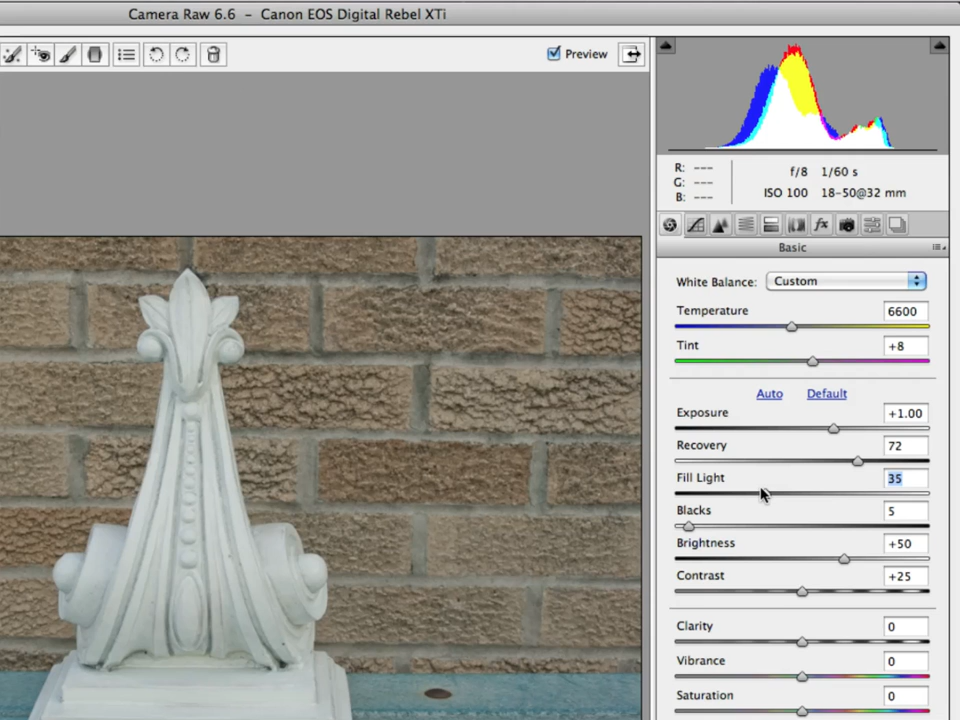 Camera Raw 6.6 - Canon EOS Digital Rebel XTi
Preview
R: ---
G: ---
B: ---
f/8 1/60 s
ISO 100 18-50@32 mm
fx
Basic
White Balance: Custom
Temperature 6600
Tint +8
Auto Default
Exposure +1.00
Recovery 72
Fill Light 35
Blacks 5
Brightness +50
Contrast +25
Clarity 0
Vibrance 0
Saturation 0